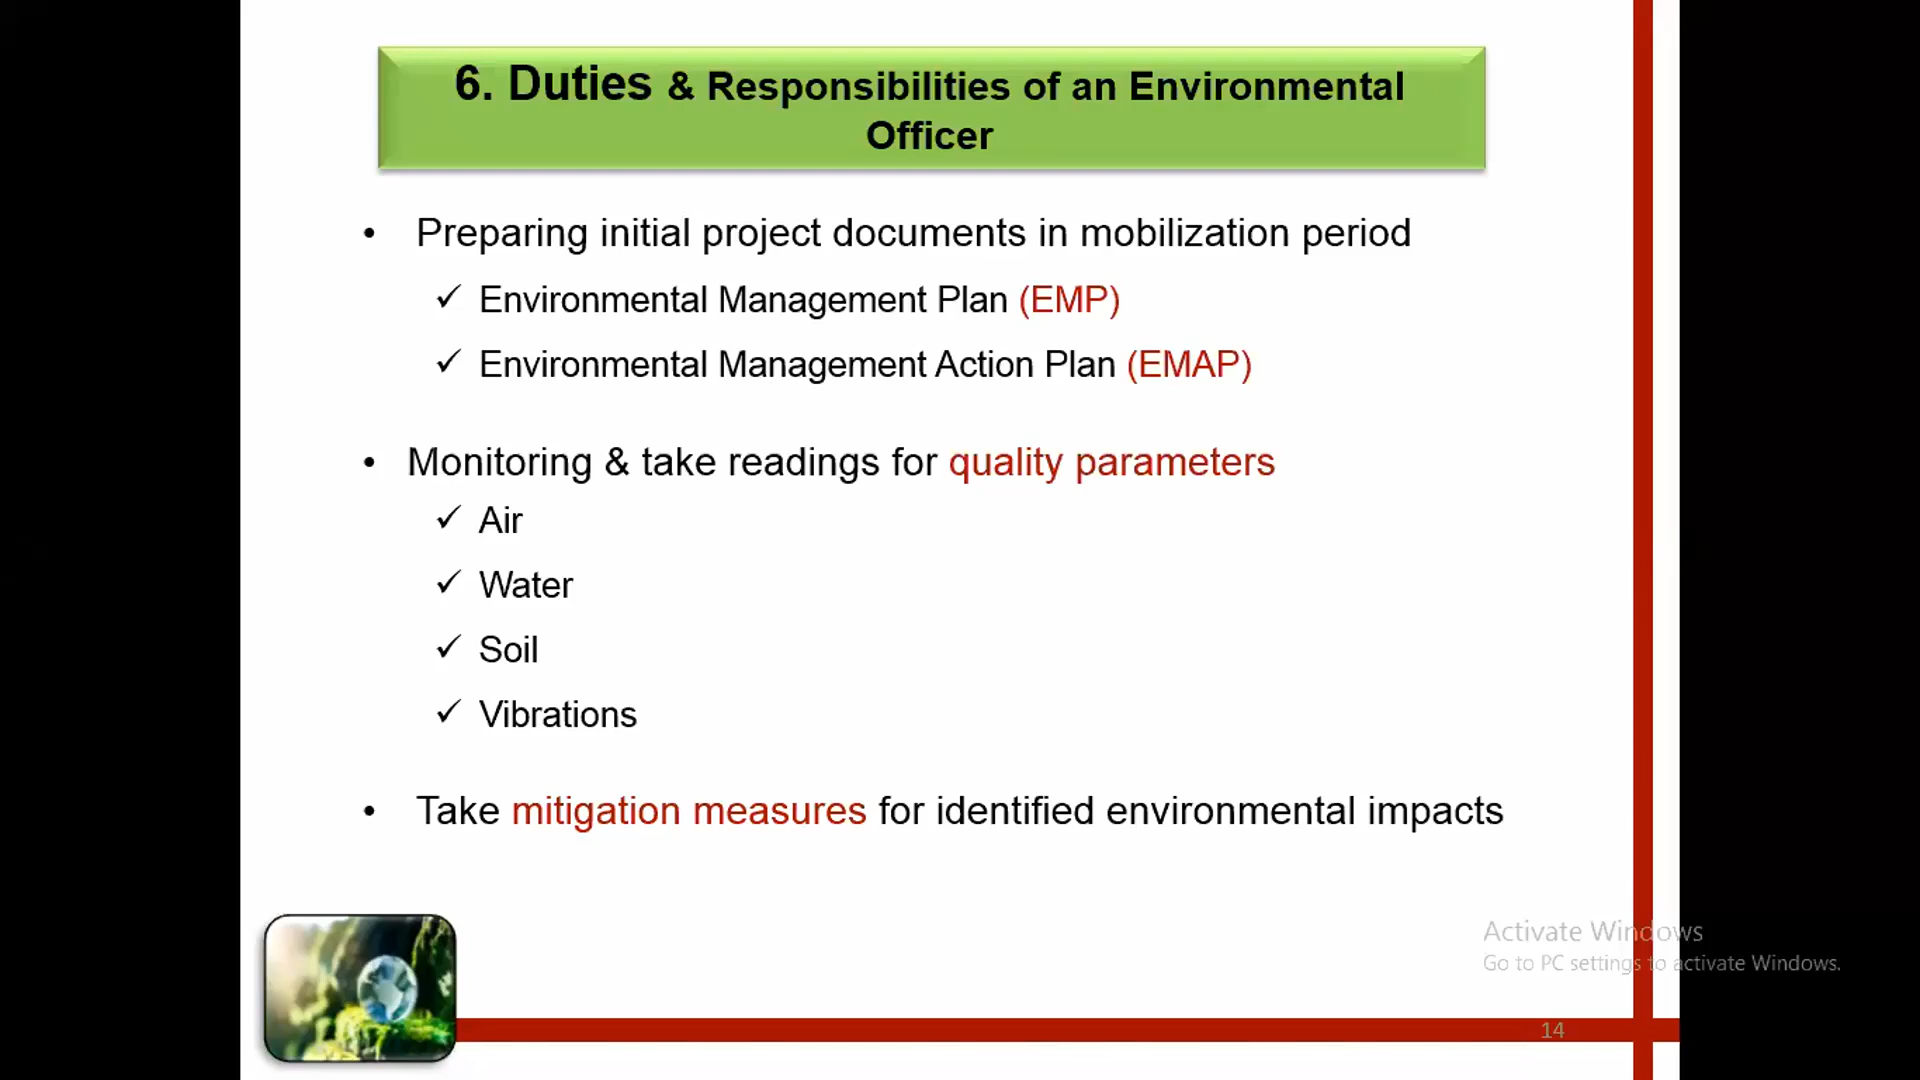 6. Duties & Responsibilities of an Environmental
Officer
• Preparing initial project documents in mobilization period
✓ Environmental Management Plan (EMP)
✓ Environmental Management Action Plan (EMAP)
• Monitoring & take readings for quality parameters
✓ Air
✓ Water
✓ Soil
✓ Vibrations
• Take mitigation measures for identified environmental impacts
Activate Windows
Go to PC settings to activate Windows.
14